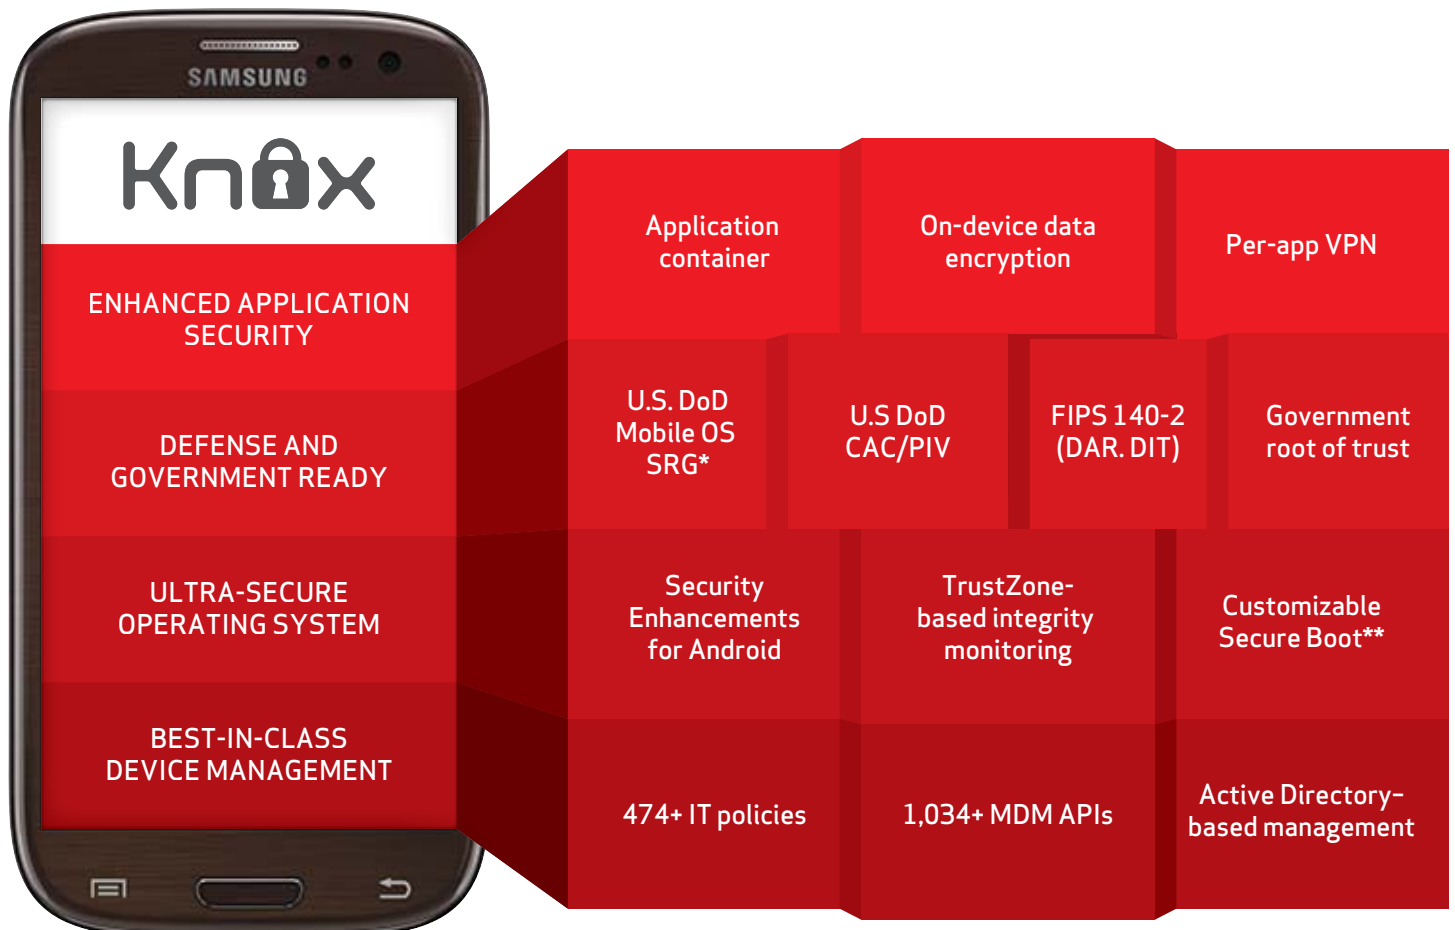 SAMSUNG
Knox
ENHANCED APPLICATION
SECURITY
DEFENSE AND
GOVERNMENT READY
ULTRA-SECURE
OPERATING SYSTEM
BEST-IN-CLASS
DEVICE MANAGEMENT
Application
container
On-device data
encryption
Per-app VPN
U.S. DoD
Mobile OS
SRG*
U.S DoD
CAC/PIV
FIPS 140-2
(DAR. DIT)
Government
root of trust
Security
Enhancements
for Android
TrustZone-
based integrity
monitoring
Customizable
Secure Boot**
474+ IT policies
1,034+ MDM APIs
Active Directory–
based management